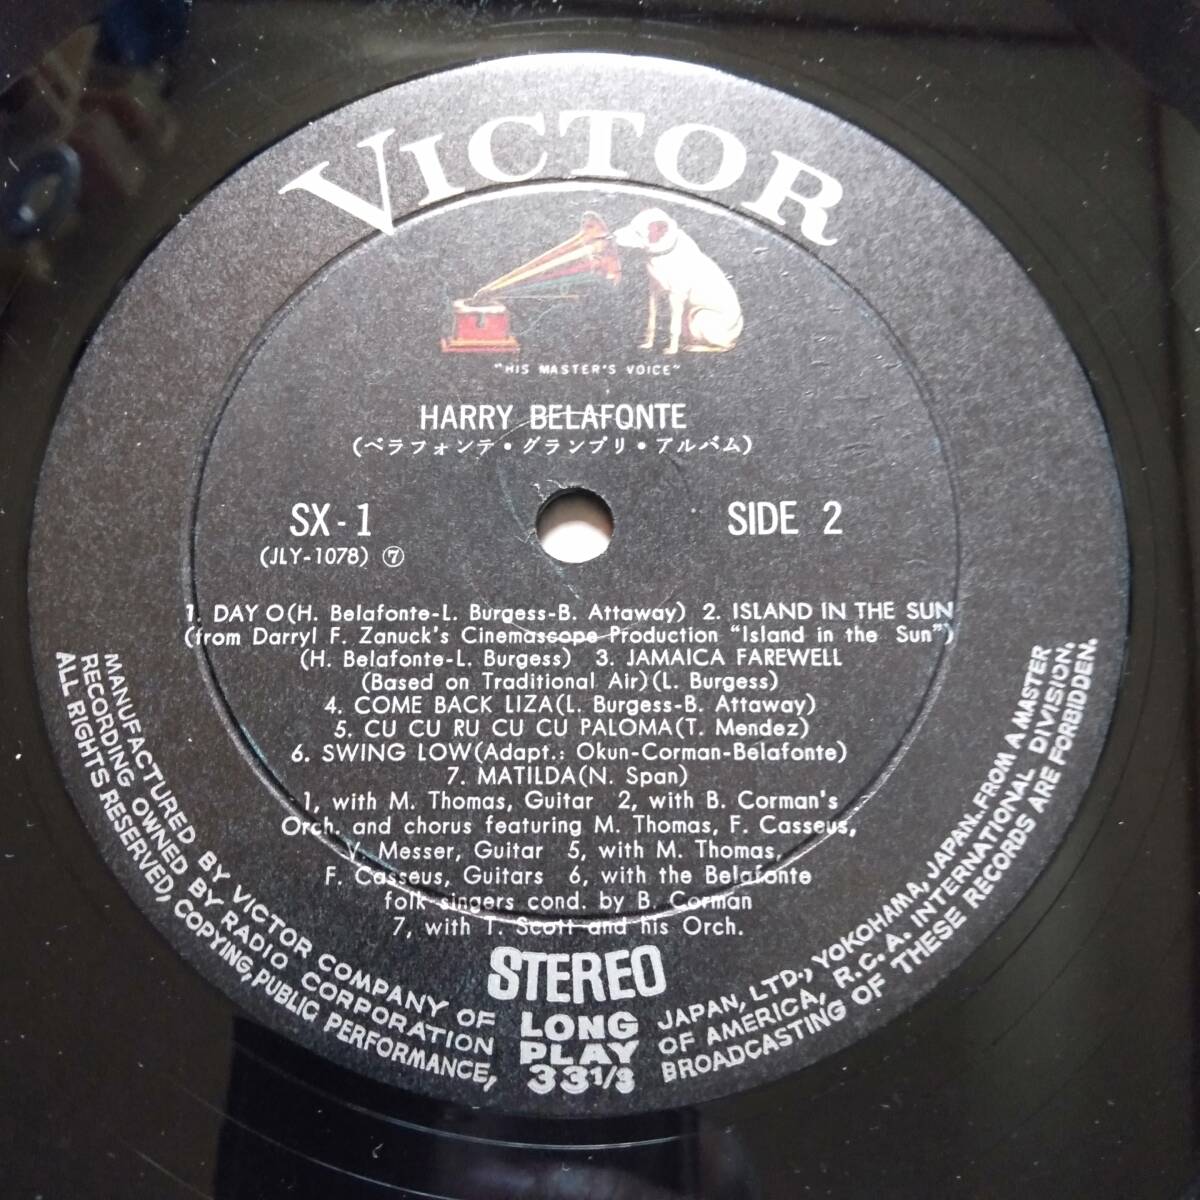 VICTOR
"HIS MASTER'S VOICE"
HARRY BELAFONTE
(ベラフォンテ・グランプリ・アルバム)
SX-1
SIDE 2
(JLY-1078) ⑦
1. DAY O(H. Belafonte-L. Burgess-B. Attaway) 2. ISLAND IN THE SUN
(from Darryl F. Zanuck's Cinemascope Production "Island in the Sun")
(H. Belafonte-L. Burgess) 3. JAMAICA FAREWELL
(Based on Traditional Air)(L. Burgess)
4. COME BACK LIZA(L. Burgess-B. Attaway)
5. CU CU RU CU CU PALOMA(T. Mendez)
6. SWING LOW(Adapt.: Okun-Corman-Belafonte)
7. MATILDA(N. Span)
1, with M. Thomas, Guitar 2, with B. Corman's
Orch. and chorus featuring M. Thomas, F. Casseus,
V. Messer, Guitar 5, with M. Thomas,
F. Casseus, Guitars 6, with the Belafonte
folk singers cond. by B. Corman
7, with T. Scott and his Orch.
STEREO
LONG
PLAY
33 1/3
MANUFACTURED BY VICTOR COMPANY OF JAPAN, LTD., YOKOHAMA, JAPAN. FROM A MASTER
RECORDING OWNED BY RADIO CORPORATION OF AMERICA, R.C.A. INTERNATIONAL DIVISION.
ALL RIGHTS RESERVED, COPYING, PUBLIC PERFORMANCE, BROADCASTING OF THESE RECORDS ARE FORBIDDEN.